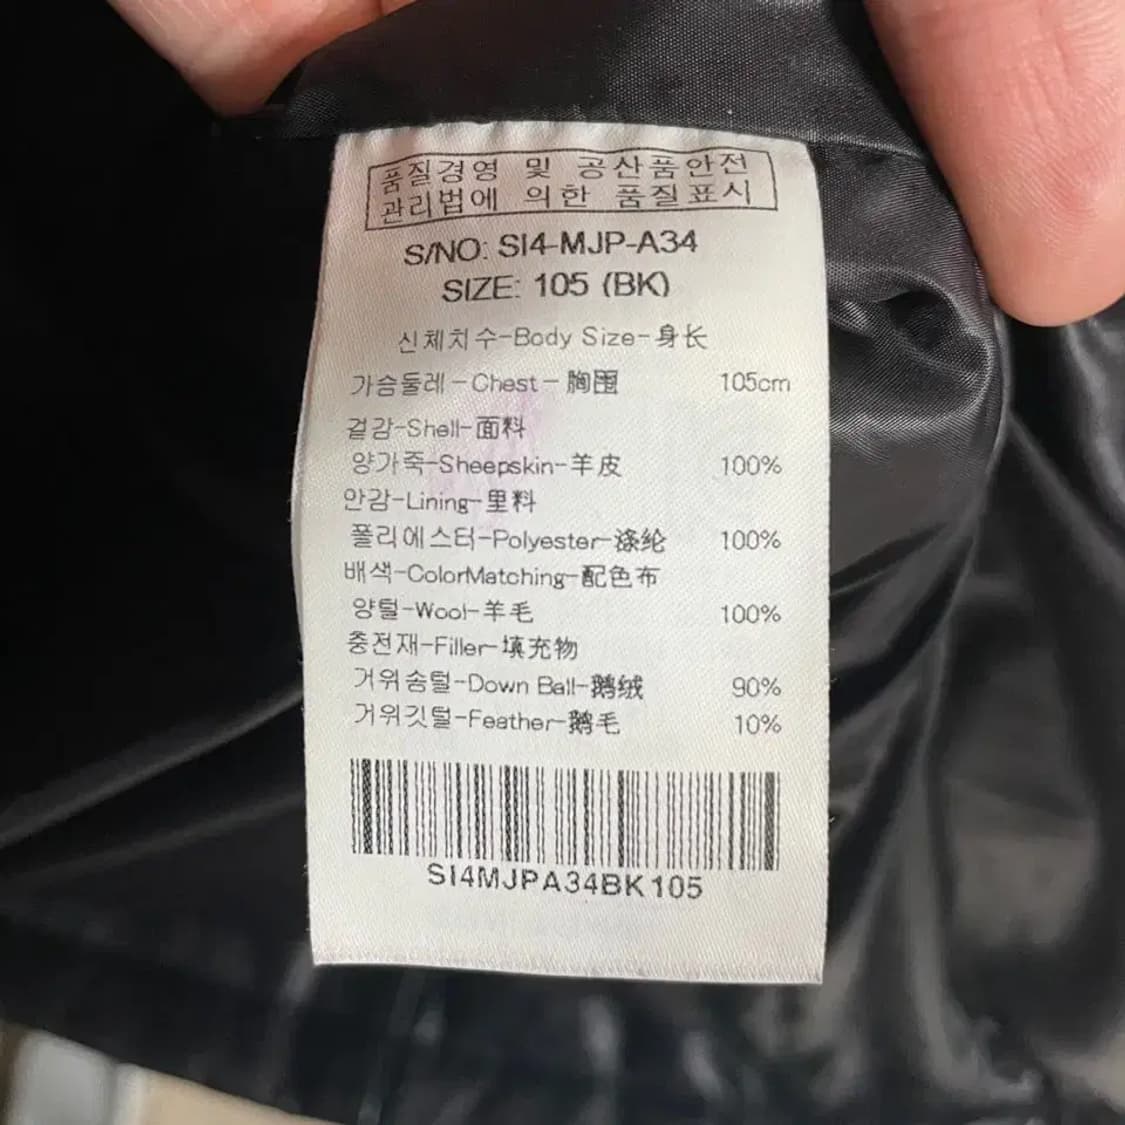 품질경영 및 공산품안전
관리법에 의한 품질표시
S/NO: SI4-MJP-A34
SIZE: 105 (BK)
신체치수-Body Size-身长
가슴둘레-Chest-胸围 105cm
겉감-Shell-面料
양가죽-Sheepskin-羊皮 100%
안감-Lining-里料
폴리에스터-Polyester-涤纶 100%
배색-ColorMatching-配色布
양털-Wool-羊毛 100%
충전재-Filler-填充物
거위솜털-Down Ball-鹅绒 90%
거위깃털-Feather-鹅毛 10%
SI4MJPA34BK105